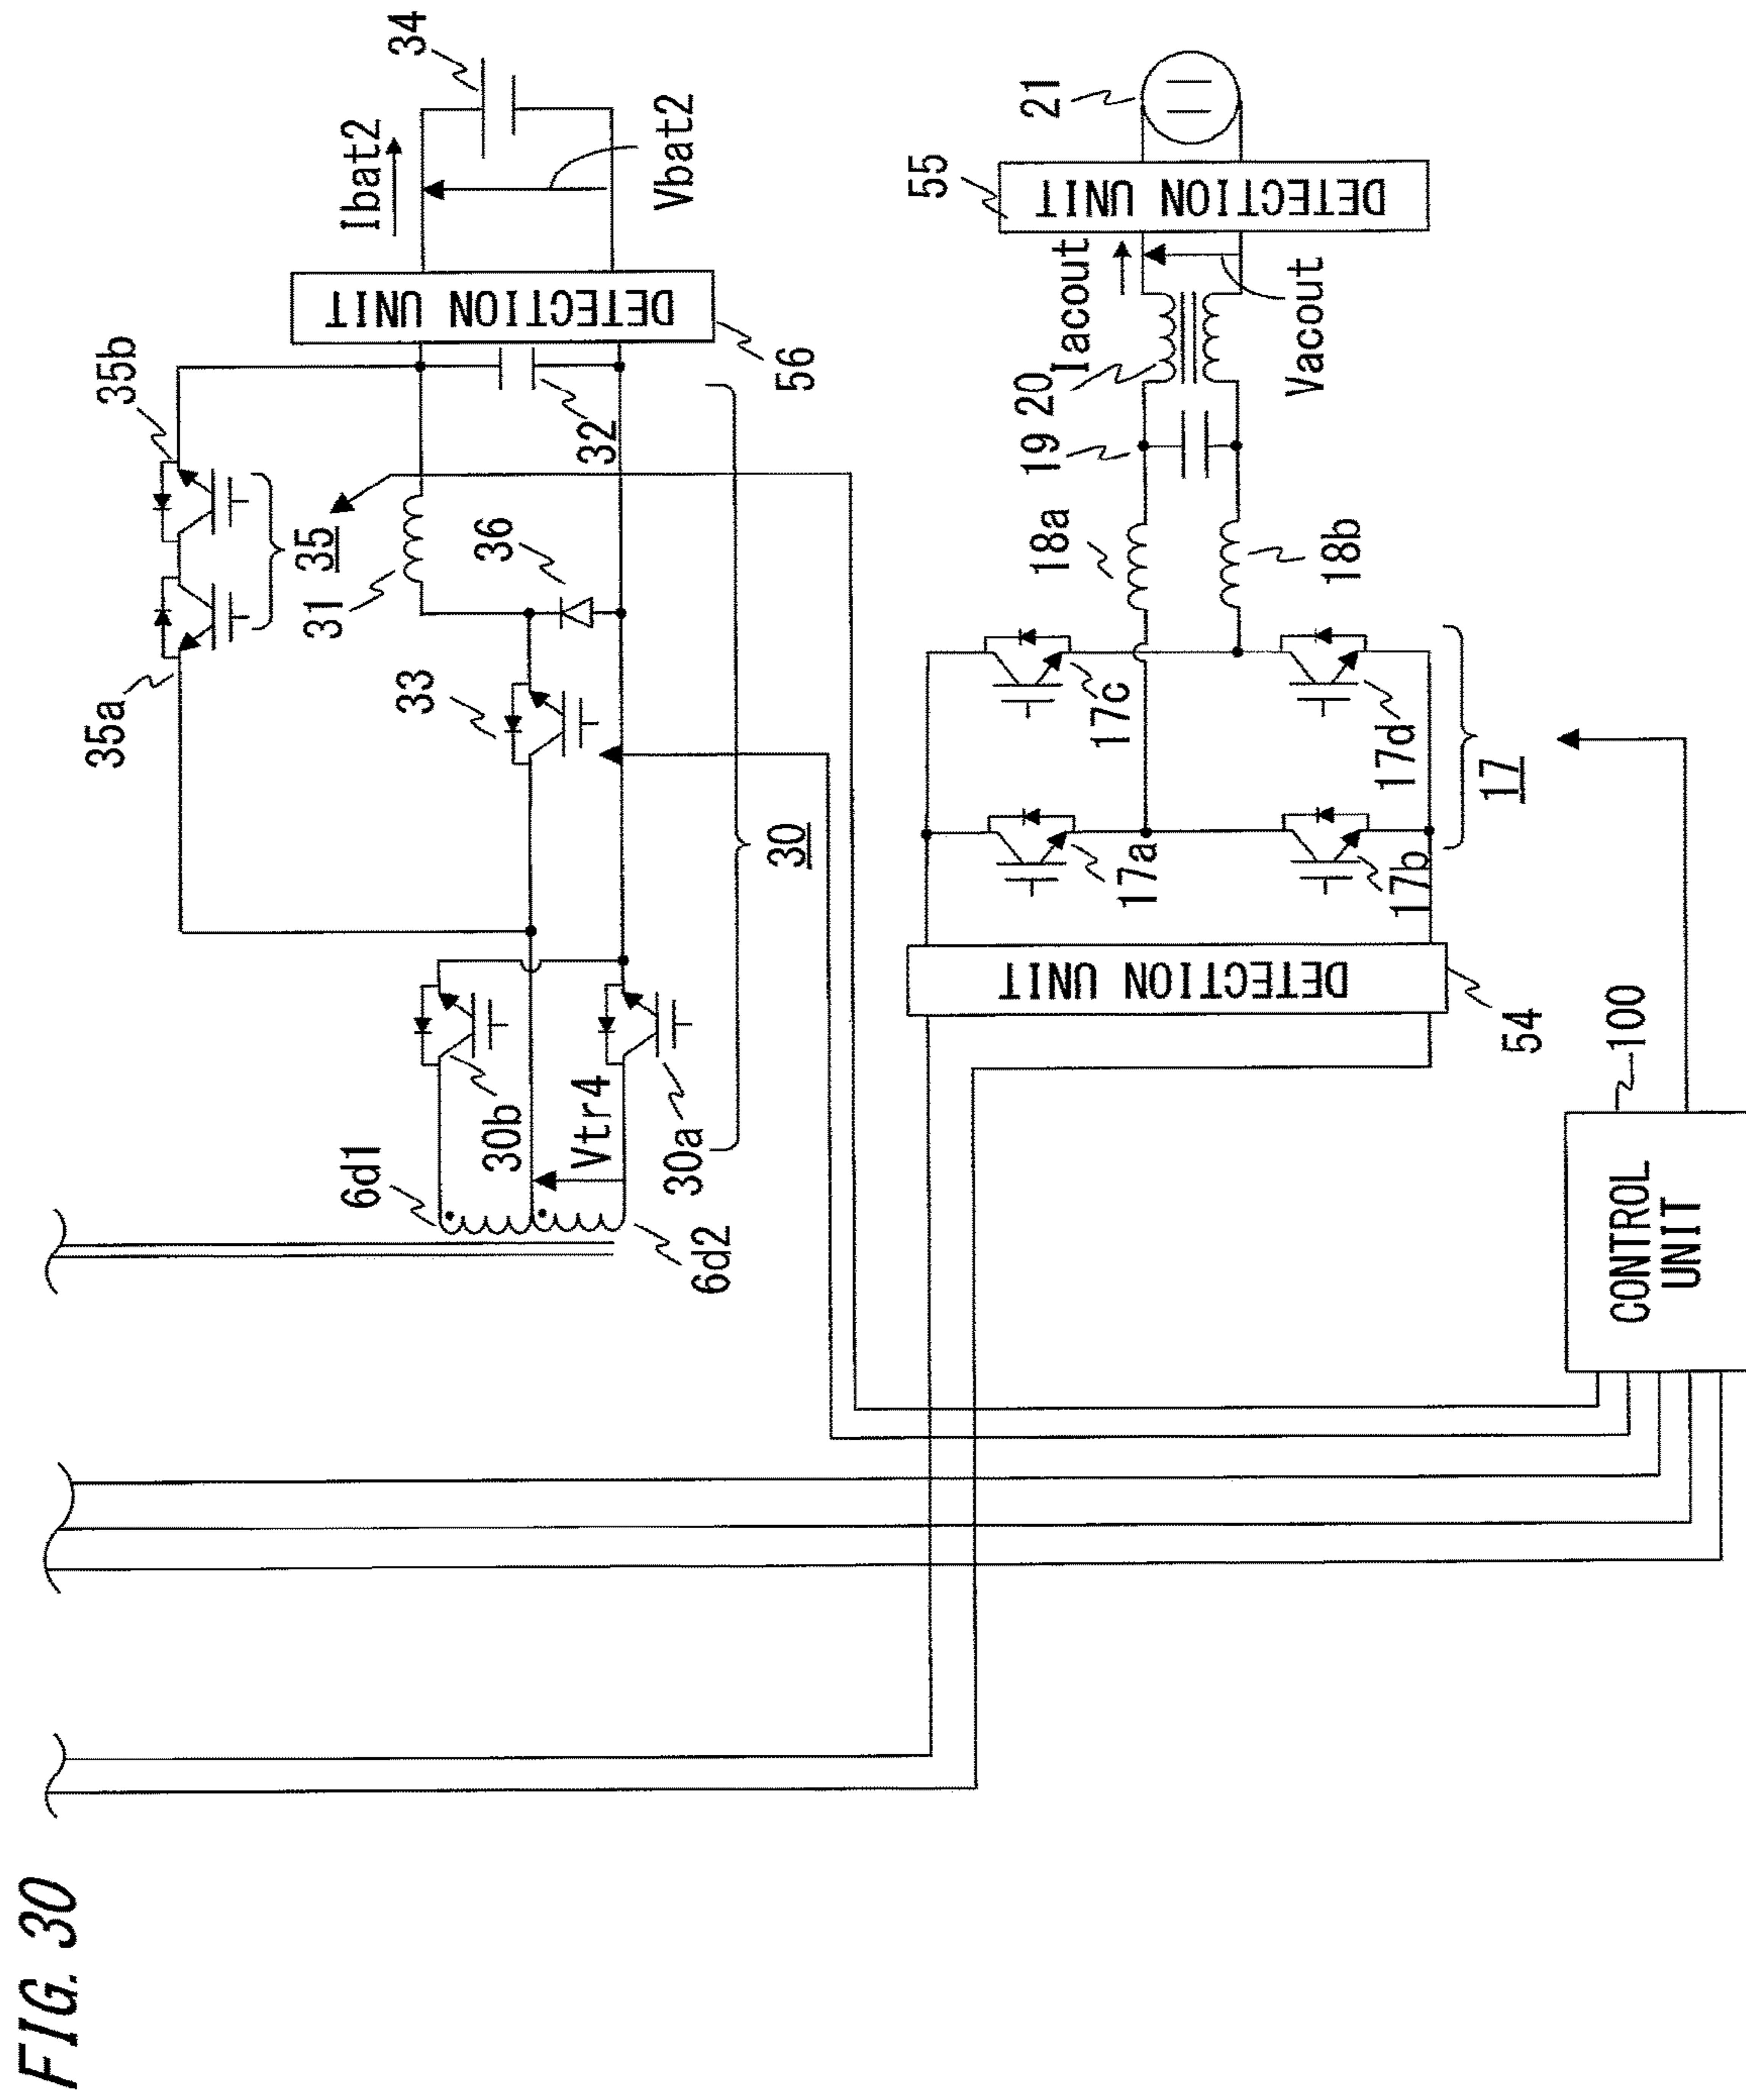 FIG. 30
34
Ibat2
Vbat2
DETECTION UNIT
56
35b
35
35a
31
32
36
33
30
30b
Vtr4
30a
6d1
6d2
21
55
DETECTION UNIT
Iacout
Vacout
20
19
18a
18b
17c
17d
17a
17b
17
DETECTION UNIT
54
100
CONTROL
UNIT